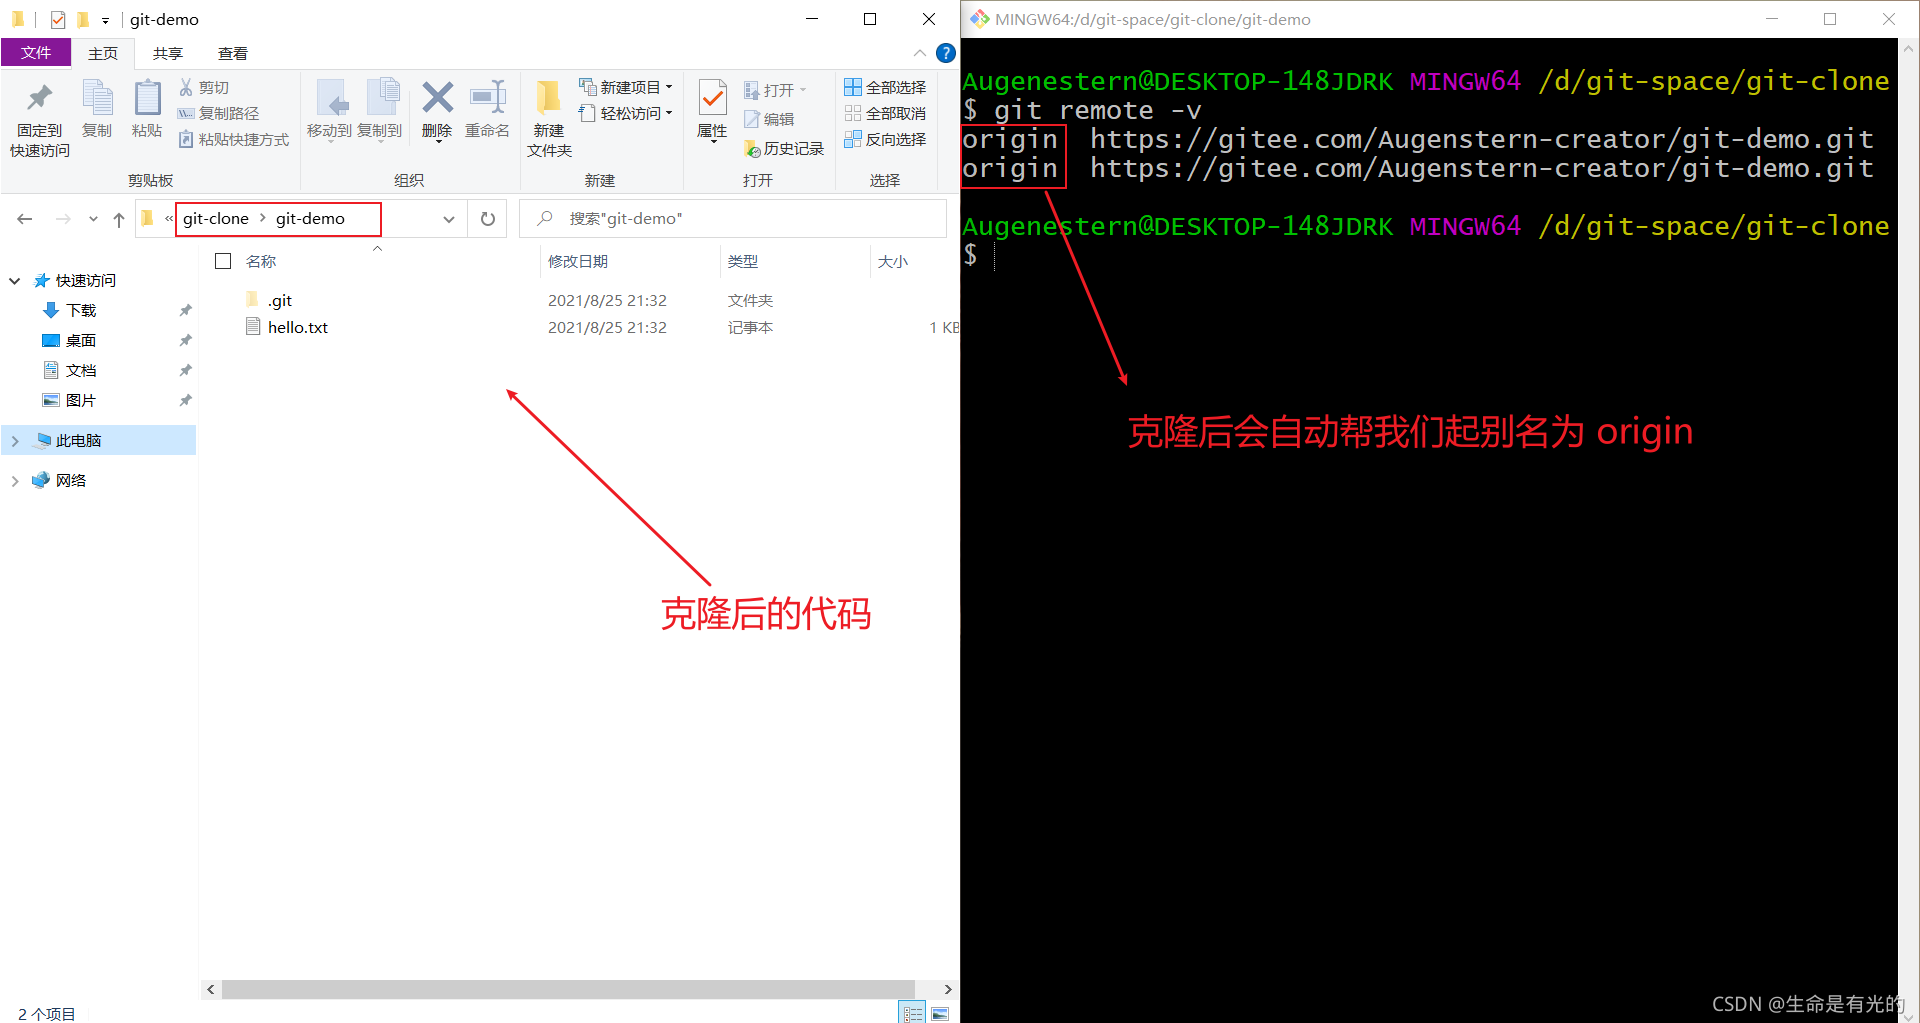 git-demo
文件
主页
共享
查看
?
固定到
快速访问
复制
粘贴
剪切
复制路径
粘贴快捷方式
剪贴板
移动到
复制到
删除
重命名
组织
新建
文件夹
新建项目
轻松访问
新建
属性
打开
编辑
历史记录
打开
全部选择
全部取消
反向选择
选择
« git-clone > git-demo
搜索"git-demo"
名称
修改日期
类型
大小
快速访问
下载
桌面
文档
图片
此电脑
网络
.git
2021/8/25 21:32
文件夹
hello.txt
2021/8/25 21:32
记事本
1 KB
克隆后的代码
2 个项目
MINGW64:/d/git-space/git-clone/git-demo
Augenestern@DESKTOP-148JDRK MINGW64 /d/git-space/git-clone
$ git remote -v
origin https://gitee.com/Augenstern-creator/git-demo.git
origin https://gitee.com/Augenstern-creator/git-demo.git
Augenestern@DESKTOP-148JDRK MINGW64 /d/git-space/git-clone
$
克隆后会自动帮我们起别名为 origin
CSDN @生命是有光的